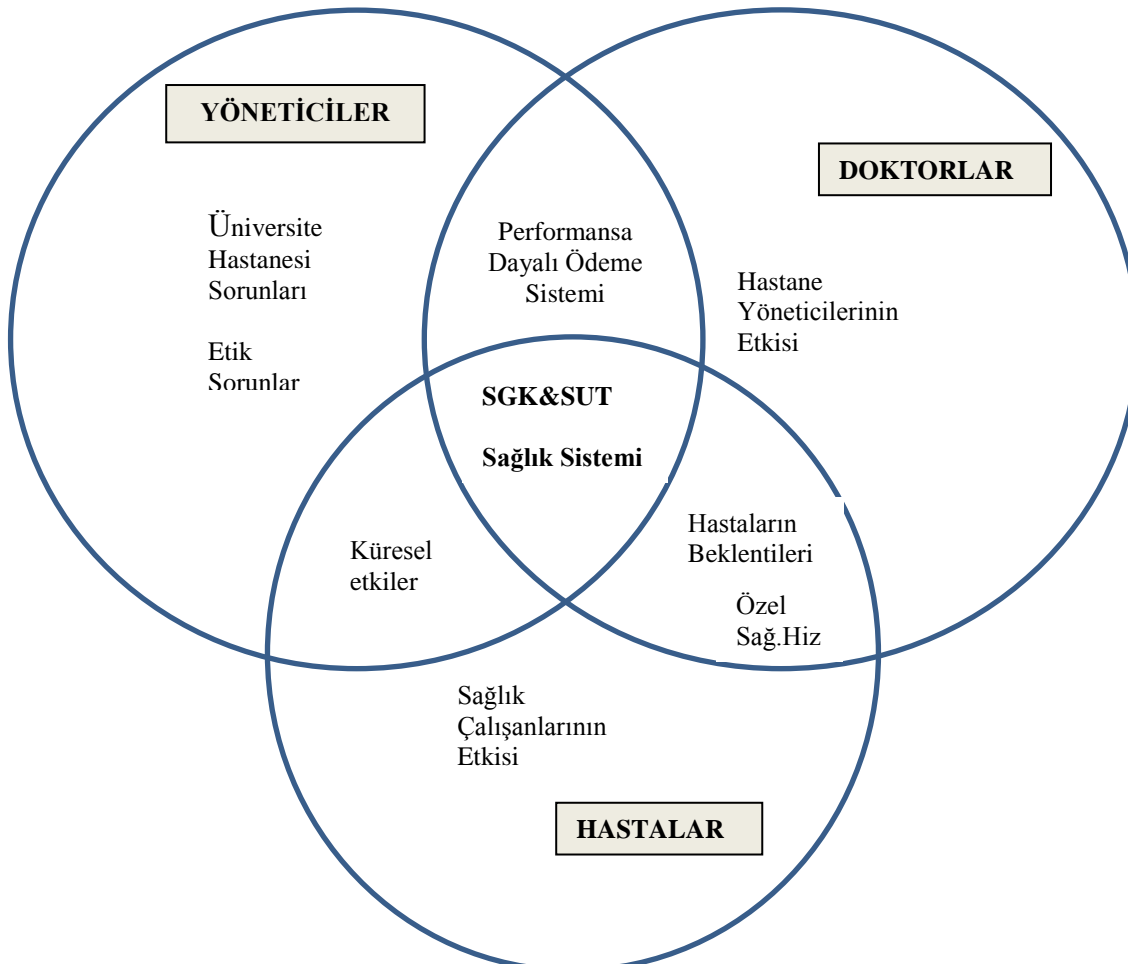 YÖNETİCİLER
DOKTORLAR
Üniversite
Hastanesi
Sorunları
Etik
Sorunlar
Performansa
Dayalı Ödeme
Sistemi
Hastane
Yöneticilerinin
Etkisi
SGK&SUT
Sağlık Sistemi
Küresel
etkiler
Hastaların
Beklentileri
Özel
Sağ.Hiz
Sağlık
Çalışanlarının
Etkisi
HASTALAR